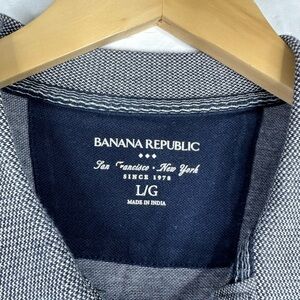 BANANA REPUBLIC
San Francisco • New York
SINCE 1978
L/G
MADE IN INDIA